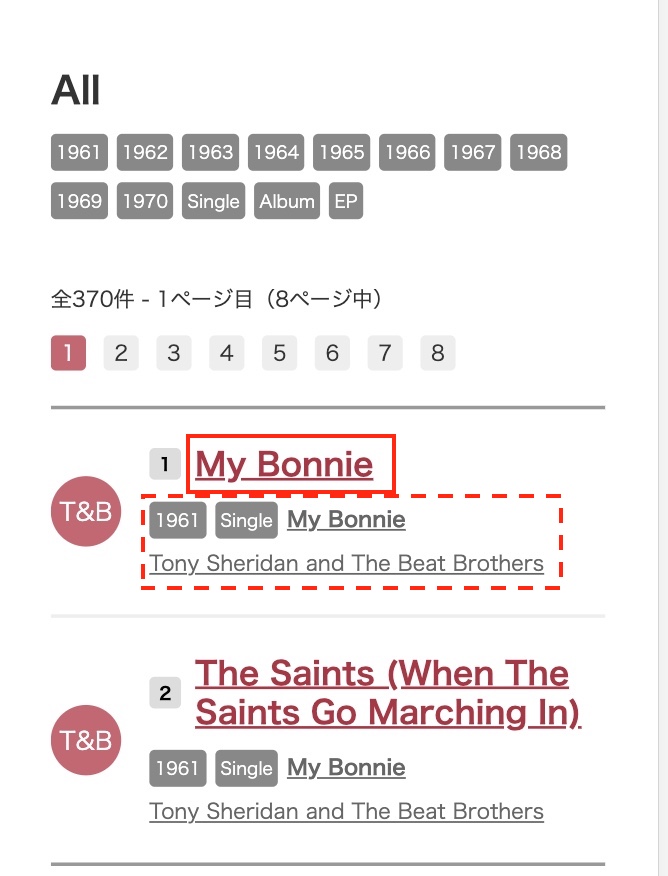 All
1961 1962 1963 1964 1965 1966 1967 1968
1969 1970 Single Album EP
全370件 - 1ページ目（8ページ中）
1 2 3 4 5 6 7 8
1 My Bonnie
T&B
1961 Single My Bonnie
Tony Sheridan and The Beat Brothers
2 The Saints (When The
Saints Go Marching In)
T&B
1961 Single My Bonnie
Tony Sheridan and The Beat Brothers